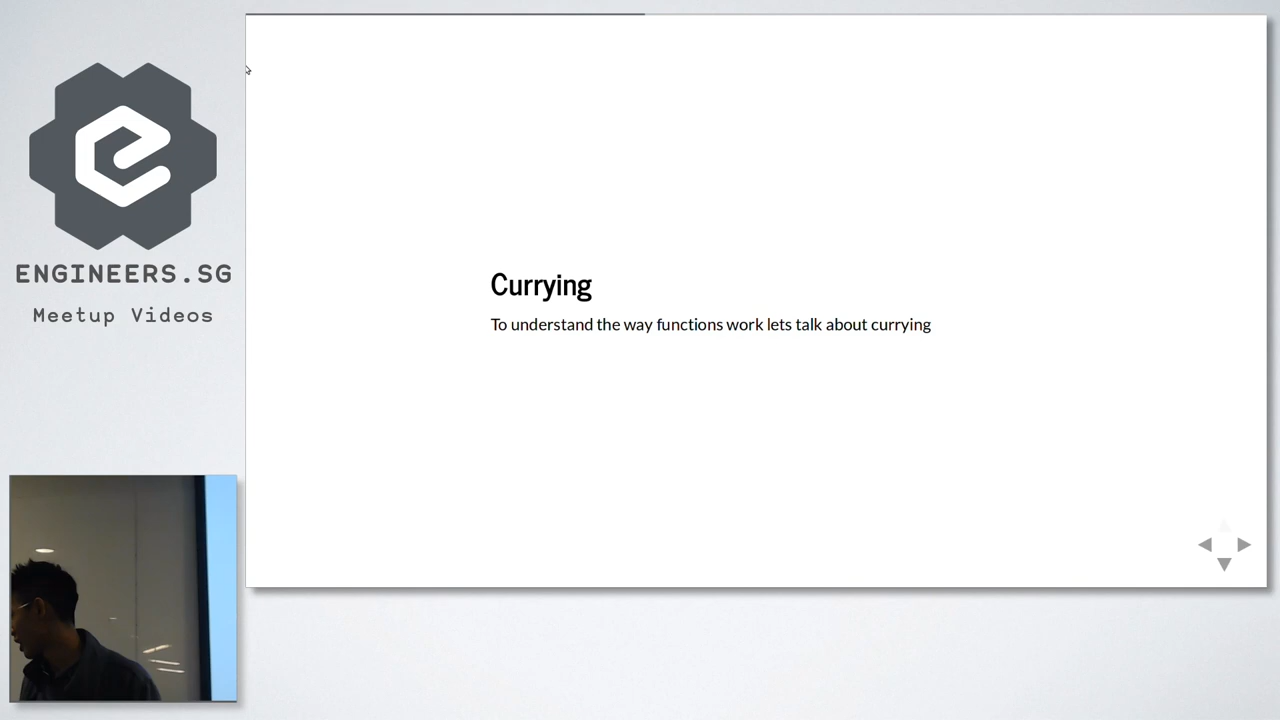 ENGINEERS.SG
Meetup Videos
Currying
To understand the way functions work lets talk about currying